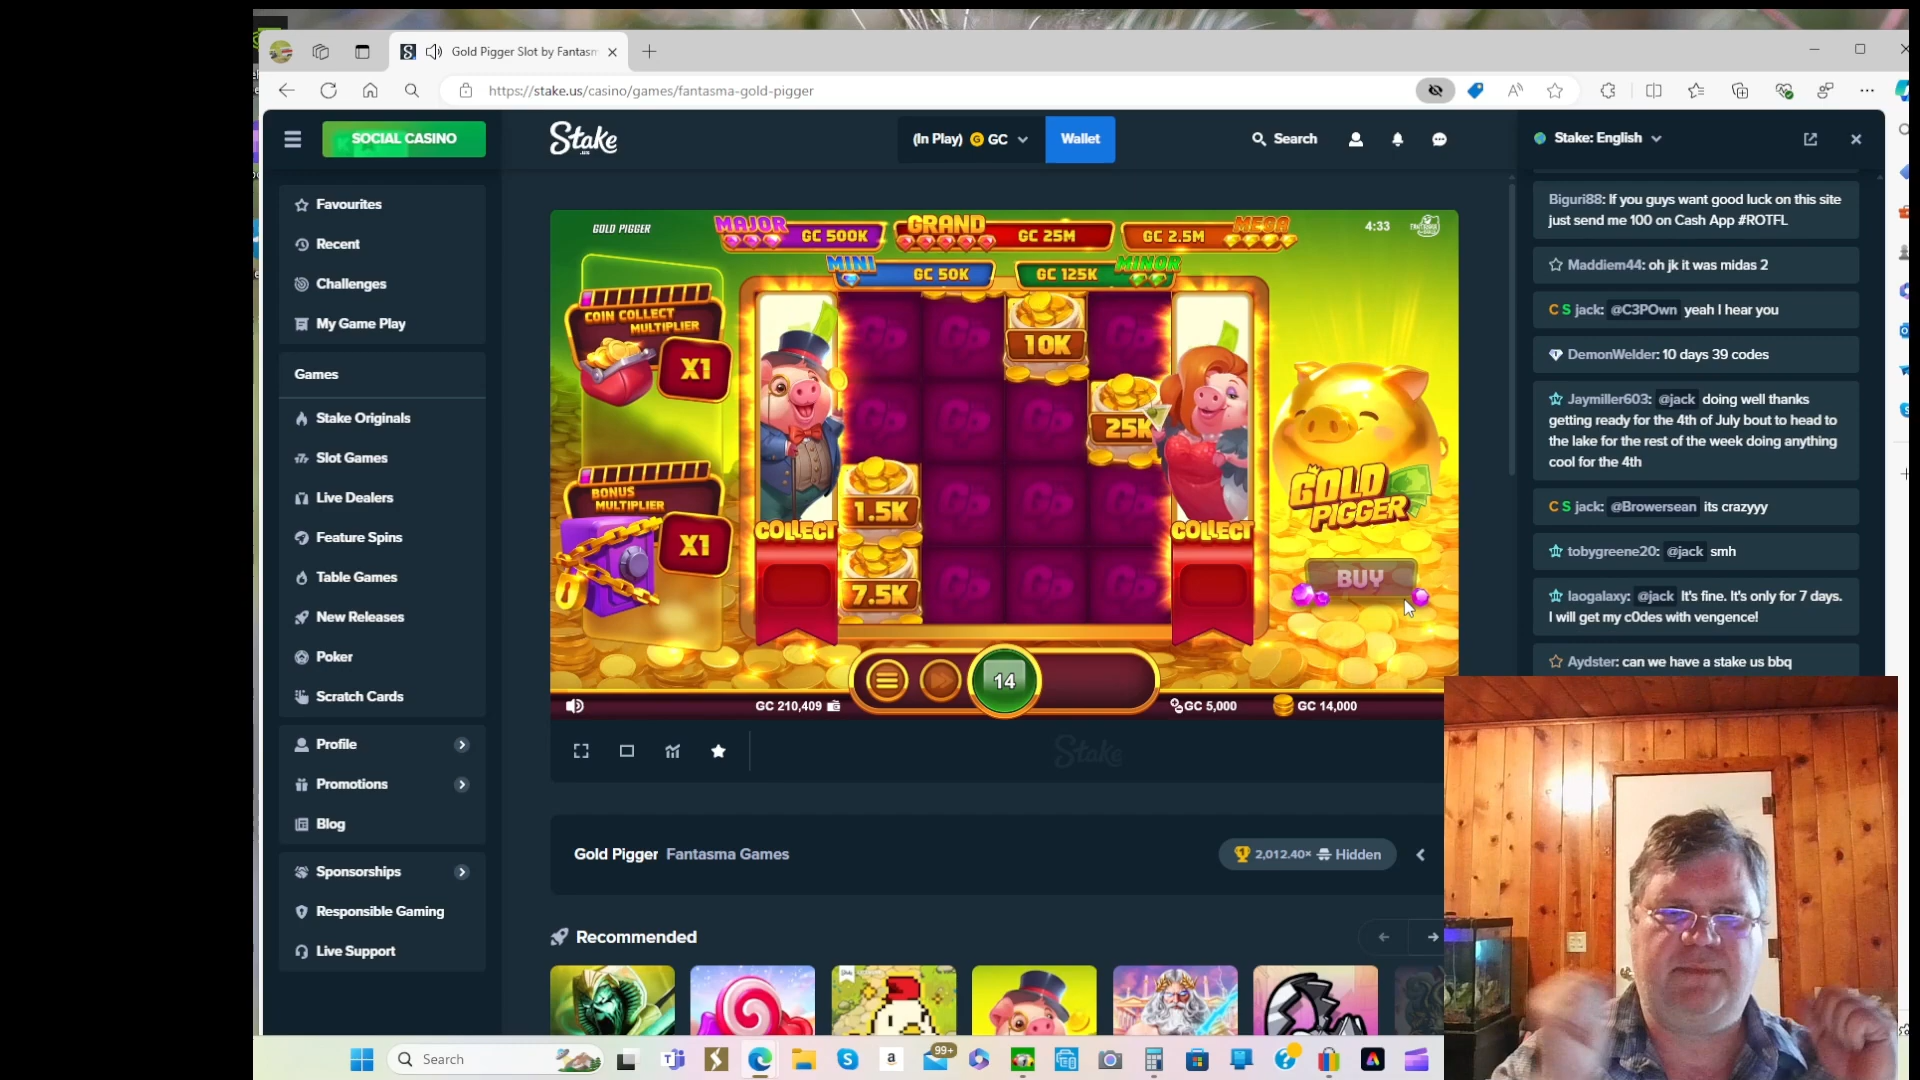 Gold Pigger Slot by Fantasm
https://stake.us/casino/games/fantasma-gold-pigger
SOCIAL CASINO
Stake
(In Play) GC
Wallet
Search
Stake: English
Favourites
Recent
Challenges
My Game Play
Games
Stake Originals
Slot Games
Live Dealers
Feature Spins
Table Games
New Releases
Poker
Scratch Cards
Profile
Promotions
Blog
Sponsorships
Responsible Gaming
Live Support
GOLD PIGGER
MAJOR GC 500K
GRAND GC 25M
GC 2.5M MEGA
4:33
MINI GC 50K
GC 125K MINOR
COIN COLLECT
MULTIPLIER
X1
BONUS
MULTIPLIER
X1
10K
25K
1.5K
7.5K
COLLECT
COLLECT
GOLD
PIGGER
BUY
14
GC 210,409
GC 5,000
GC 14,000
Stake
Gold Pigger Fantasma Games
2,012.40× Hidden
Recommended
Biguri88: If you guys want good luck on this site
just send me 100 on Cash App #ROTFL
Maddiem44: oh jk it was midas 2
C S jack: @C3POwn yeah I hear you
DemonWelder: 10 days 39 codes
Jaymiller603: @jack doing well thanks
getting ready for the 4th of July bout to head to
the lake for the rest of the week doing anything
cool for the 4th
C S jack: @Browersean its crazyyy
tobygreene20: @jack smh
laogalaxy: @jack It's fine. It's only for 7 days.
I will get my c0des with vengence!
Aydster: can we have a stake us bbq
Search
99+